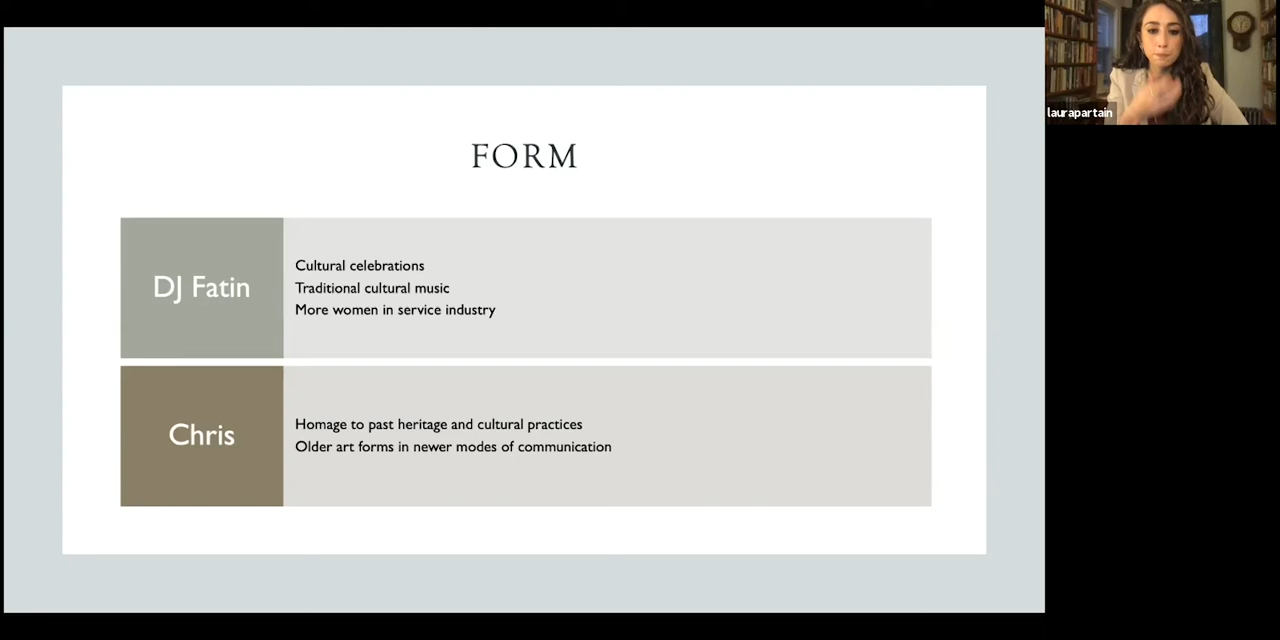 FORM
DJ Fatin
Cultural celebrations
Traditional cultural music
More women in service industry
Chris
Homage to past heritage and cultural practices
Older art forms in newer modes of communication
laurapartain